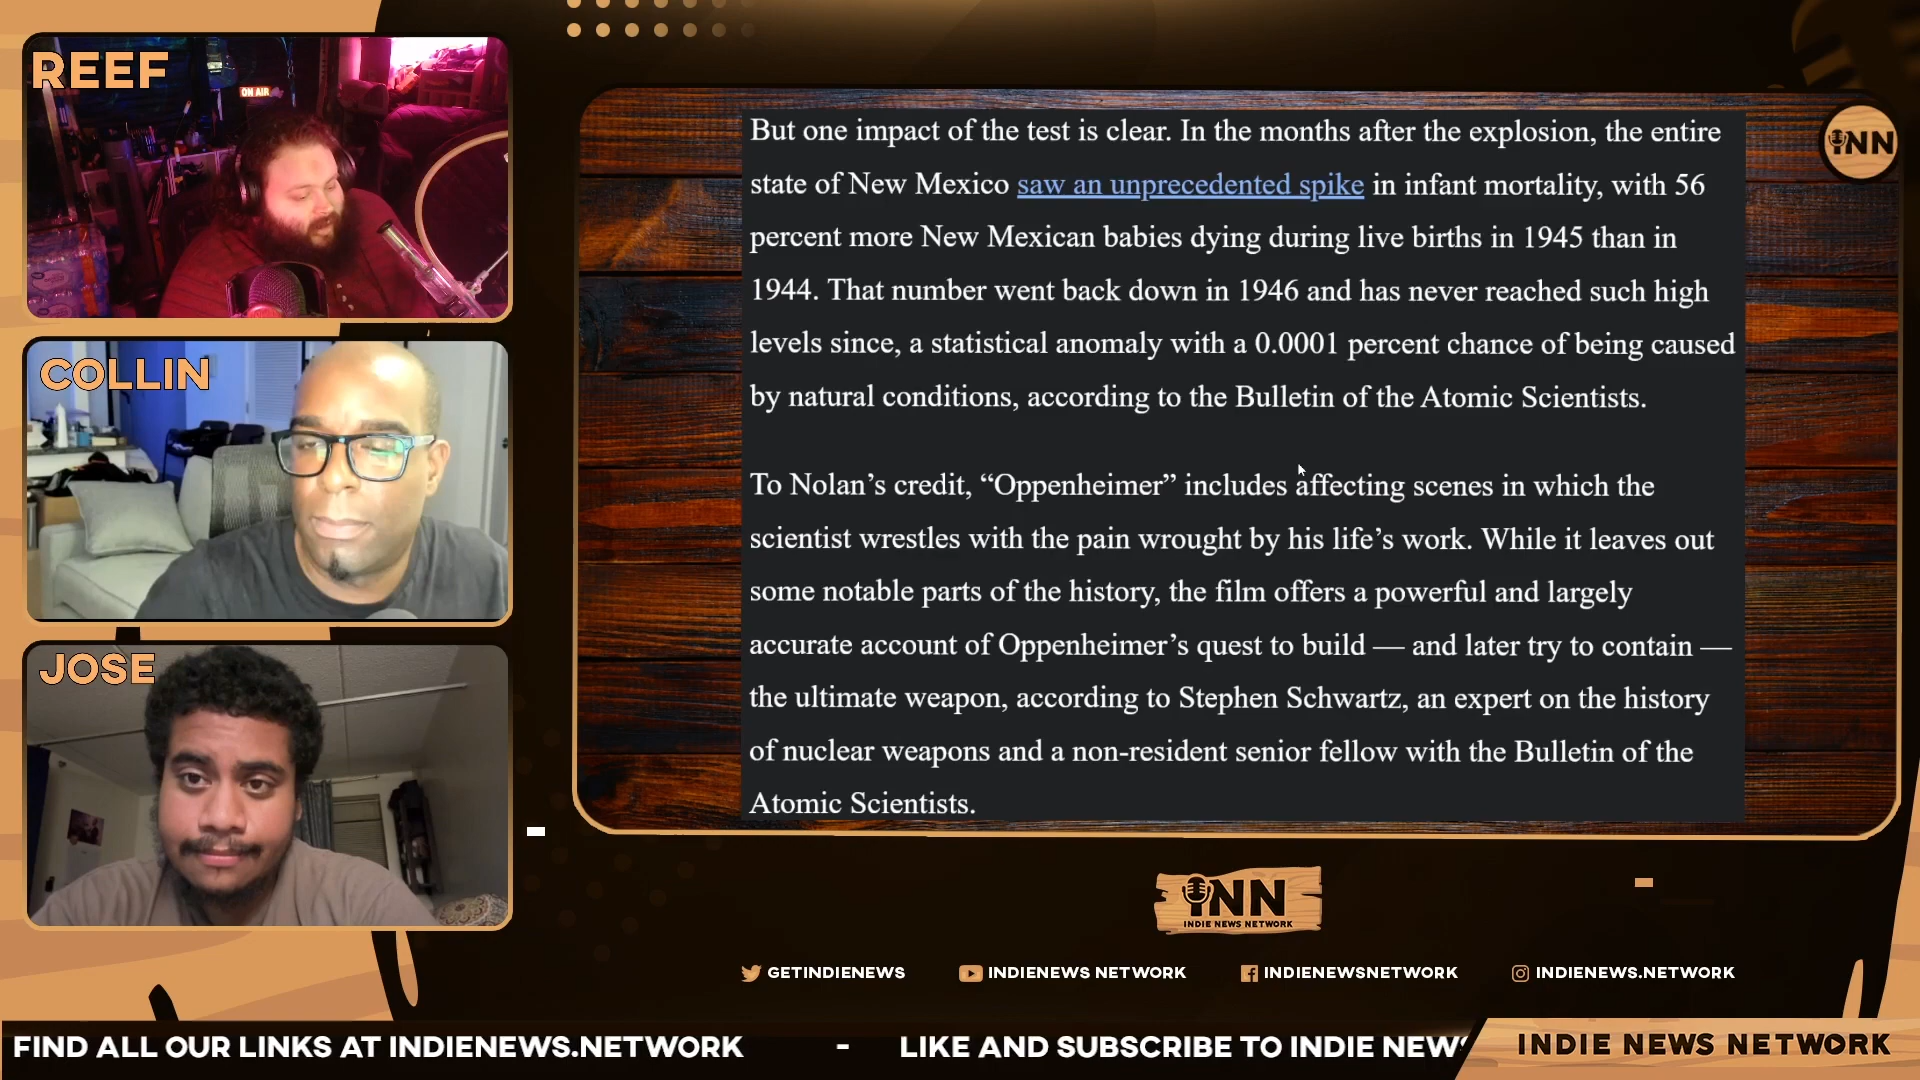 REEF
ON AIR
COLLIN
JOSE
But one impact of the test is clear. In the months after the explosion, the entire
state of New Mexico saw an unprecedented spike in infant mortality, with 56
percent more New Mexican babies dying during live births in 1945 than in
1944. That number went back down in 1946 and has never reached such high
levels since, a statistical anomaly with a 0.0001 percent chance of being caused
by natural conditions, according to the Bulletin of the Atomic Scientists.
To Nolan’s credit, “Oppenheimer” includes affecting scenes in which the
scientist wrestles with the pain wrought by his life’s work. While it leaves out
some notable parts of the history, the film offers a powerful and largely
accurate account of Oppenheimer’s quest to build — and later try to contain —
the ultimate weapon, according to Stephen Schwartz, an expert on the history
of nuclear weapons and a non-resident senior fellow with the Bulletin of the
Atomic Scientists.
iNN
iNN
INDIE NEWS NETWORK
GETINDIENEWS
INDIENEWS NETWORK
INDIENEWSNETWORK
INDIENEWS.NETWORK
FIND ALL OUR LINKS AT INDIENEWS.NETWORK - LIKE AND SUBSCRIBE TO INDIE NEWS
INDIE NEWS NETWORK